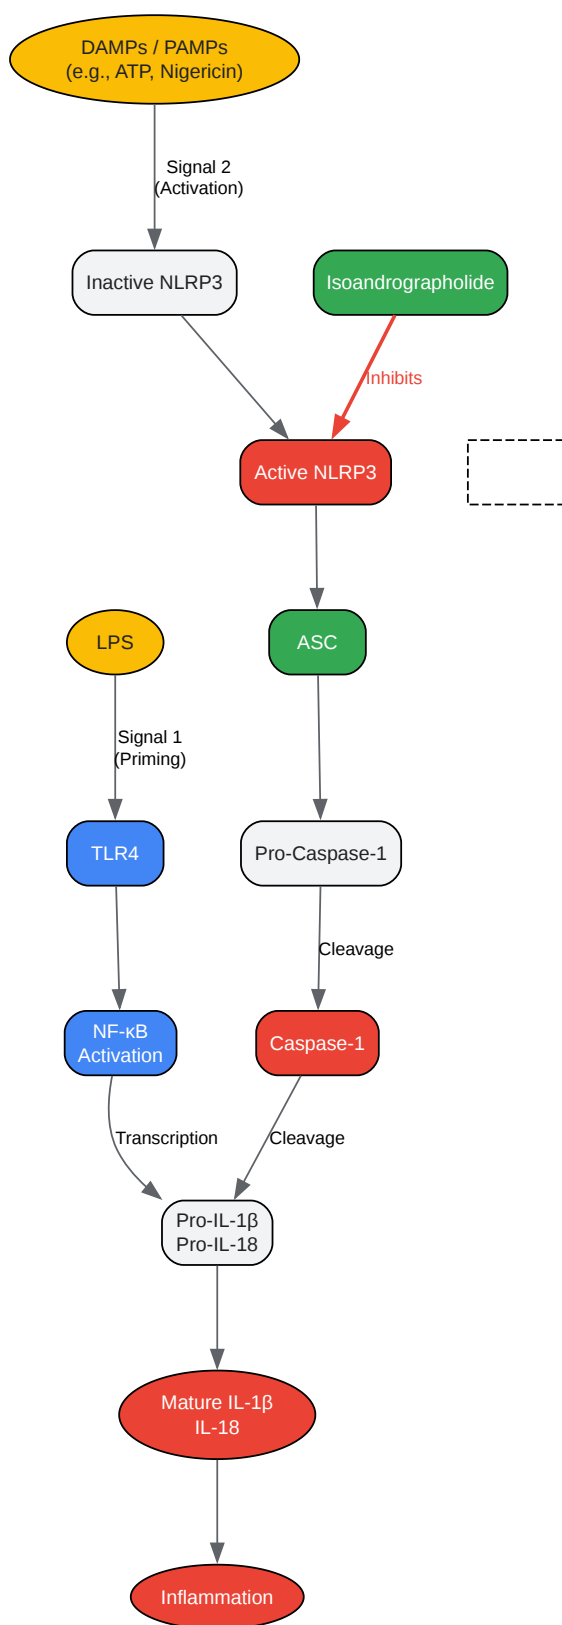 DAMPs / PAMPs
(e.g., ATP, Nigericin)
Signal 2
(Activation)
Inactive NLRP3
Isoandrographolide
Inhibits
Active NLRP3
ASC
LPS
Signal 1
(Priming)
TLR4
Pro-Caspase-1
Cleavage
NF-κB
Activation
Caspase-1
Transcription
Cleavage
Pro-IL-1β
Pro-IL-18
Mature IL-1β
IL-18
Inflammation